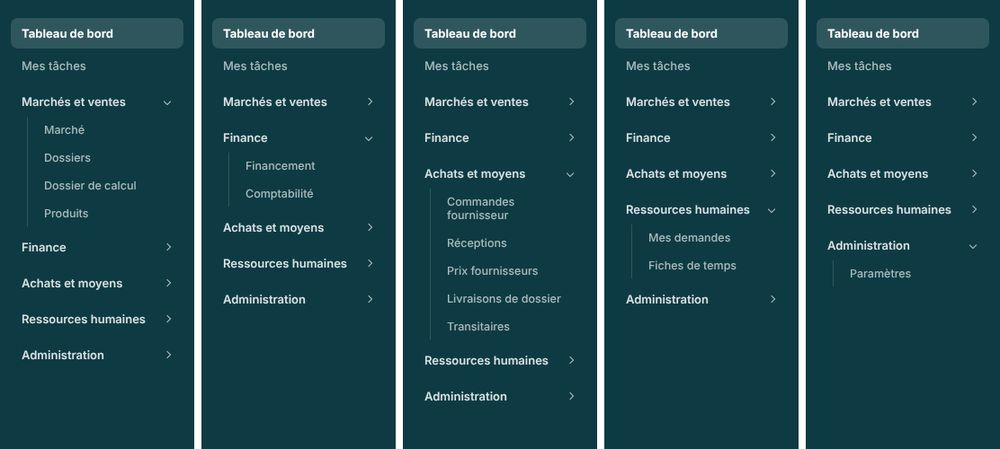 Tableau de bord
Mes tâches
Marchés et ventes
Marché
Dossiers
Dossier de calcul
Produits
Finance
Achats et moyens
Ressources humaines
Administration
Tableau de bord
Mes tâches
Marchés et ventes
Finance
Financement
Comptabilité
Achats et moyens
Ressources humaines
Administration
Tableau de bord
Mes tâches
Marchés et ventes
Finance
Achats et moyens
Commandes
fournisseur
Réceptions
Prix fournisseurs
Livraisons de dossier
Transitaires
Ressources humaines
Administration
Tableau de bord
Mes tâches
Marchés et ventes
Finance
Achats et moyens
Ressources humaines
Mes demandes
Fiches de temps
Administration
Tableau de bord
Mes tâches
Marchés et ventes
Finance
Achats et moyens
Ressources humaines
Administration
Paramètres